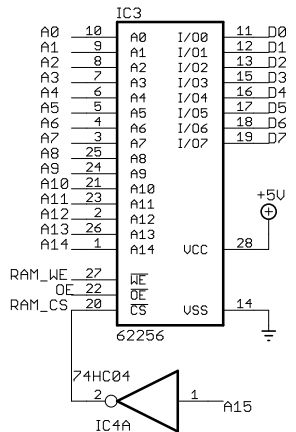 IC3
A0 10 A0 I/O0 11 D0
A1 9 A1 I/O1 12 D1
A2 8 A2 I/O2 13 D2
A3 7 A3 I/O3 15 D3
A4 6 A4 I/O4 16 D4
A5 5 A5 I/O5 17 D5
A6 4 A6 I/O6 18 D6
A7 3 A7 I/O7 19 D7
A8 25 A8
A9 24 A9
A10 21 A10
A11 23 A11
A12 2 A12
A13 26 A13
A14 1 A14 VCC 28
+5V
RAM_WE 27 WE
OE 22 OE
RAM_CS 20 CS VSS 14
62256
74HC04
2 1 A15
IC4A